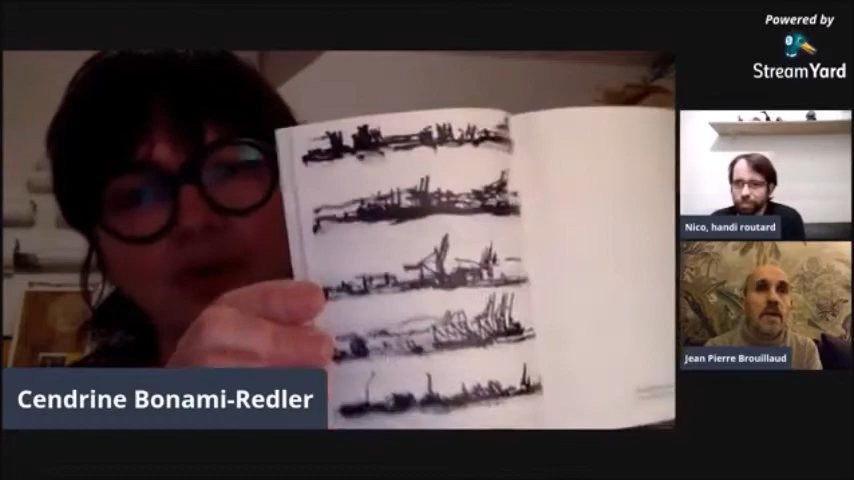 Powered by
StreamYard
Nico, handi routard
Jean Pierre Brouillaud
Cendrine Bonami-Redler